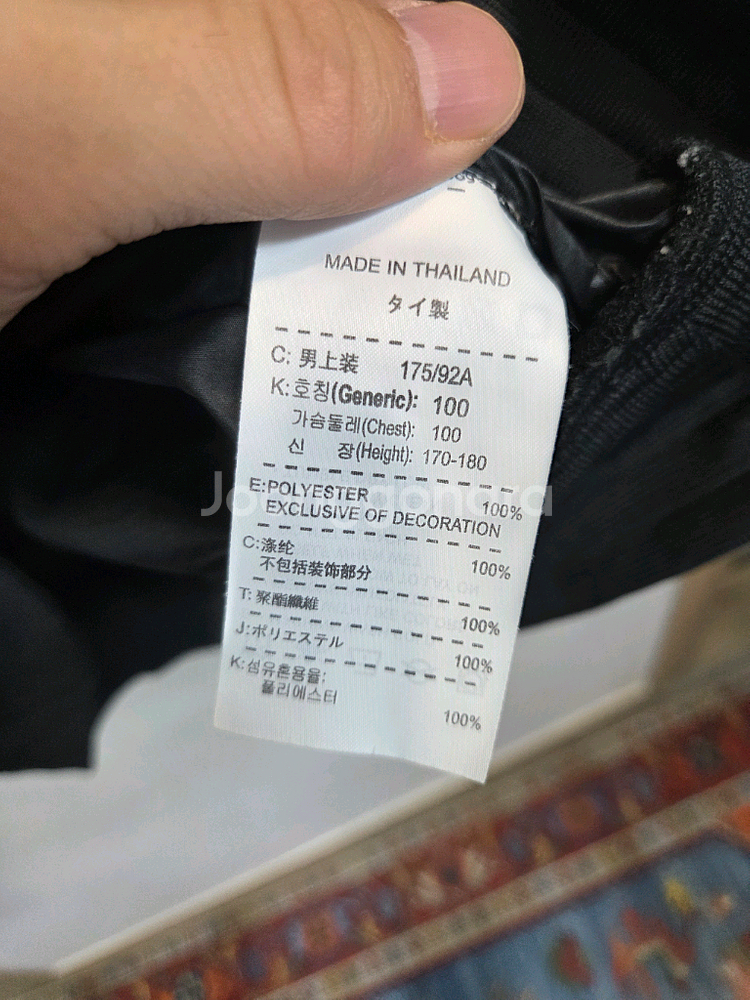 MADE IN THAILAND
タイ製
C: 男上装 175/92A
K:호칭(Generic): 100
가슴둘레(Chest): 100
신 장(Height): 170-180
E:POLYESTER 100%
EXCLUSIVE OF DECORATION
C:涤纶 100%
不包括装饰部分
T: 聚酯纖維 100%
J:ポリエステル 100%
K:섬유혼용율:
폴리에스터 100%